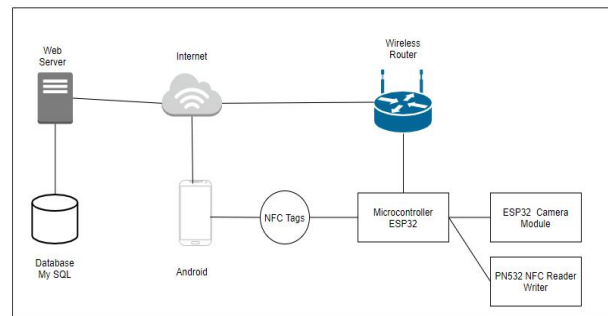 Web
Server
Internet
Wireless
Router
NFC Tags
Microcontroller
ESP32
ESP32 Camera
Module
Database
My SQL
Android
PN532 NFC Reader
Writer